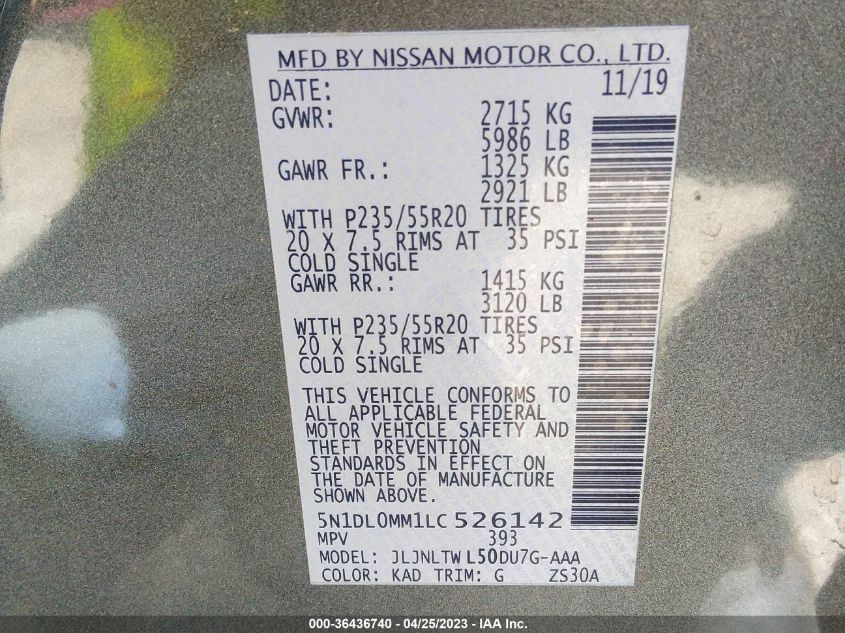 MFD BY NISSAN MOTOR CO., LTD.
DATE: 11/19
GVWR: 2715 KG
5986 LB
GAWR FR.: 1325 KG
2921 LB
WITH P235/55R20 TIRES
20 X 7.5 RIMS AT 35 PSI
COLD SINGLE
GAWR RR.: 1415 KG
3120 LB
WITH P235/55R20 TIRES
20 X 7.5 RIMS AT 35 PSI
COLD SINGLE
THIS VEHICLE CONFORMS TO
ALL APPLICABLE FEDERAL
MOTOR VEHICLE SAFETY AND
THEFT PREVENTION
STANDARDS IN EFFECT ON
THE DATE OF MANUFACTURE
SHOWN ABOVE.
5N1DL0MM1LC 526142
MPV 393
MODEL: JLJNLTW L50DU7G-AAA
COLOR: KAD TRIM: G ZS30A
000-36436740 - 04/25/2023 - IAA Inc.